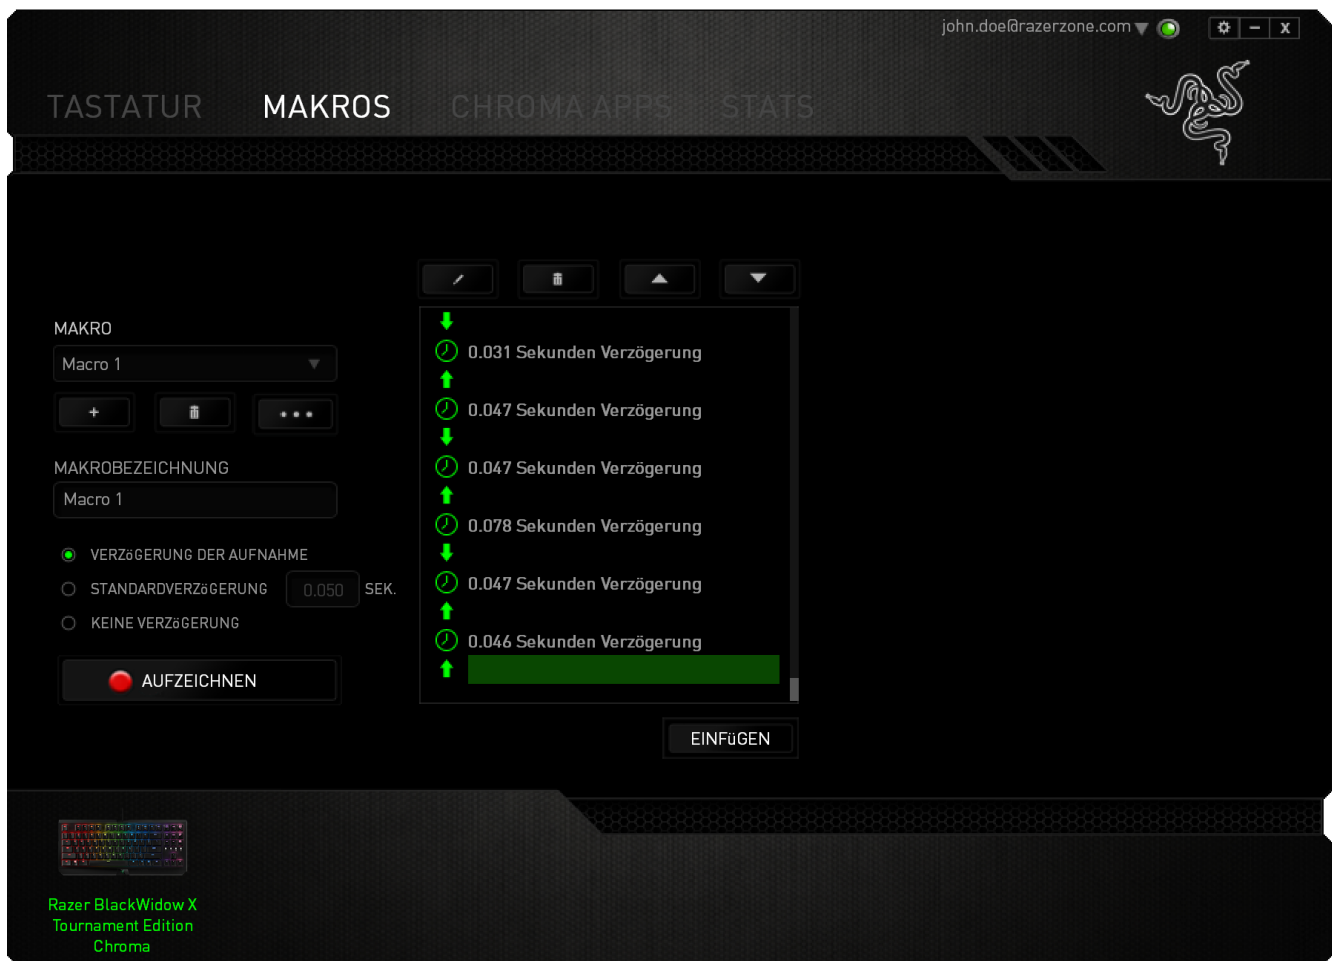 john.doe@razerzone.com
X
TASTATUR MAKROS CHROMA APPS STATS
MAKRO
Macro 1
MAKROBEZEICHNUNG
Macro 1
VERZöGERUNG DER AUFNAHME
STANDARDVERZöGERUNG 0.050 SEK.
KEINE VERZöGERUNG
AUFZEICHNEN
0.031 Sekunden Verzögerung
0.047 Sekunden Verzögerung
0.047 Sekunden Verzögerung
0.078 Sekunden Verzögerung
0.047 Sekunden Verzögerung
0.046 Sekunden Verzögerung
EINFüGEN
Razer BlackWidow X
Tournament Edition
Chroma